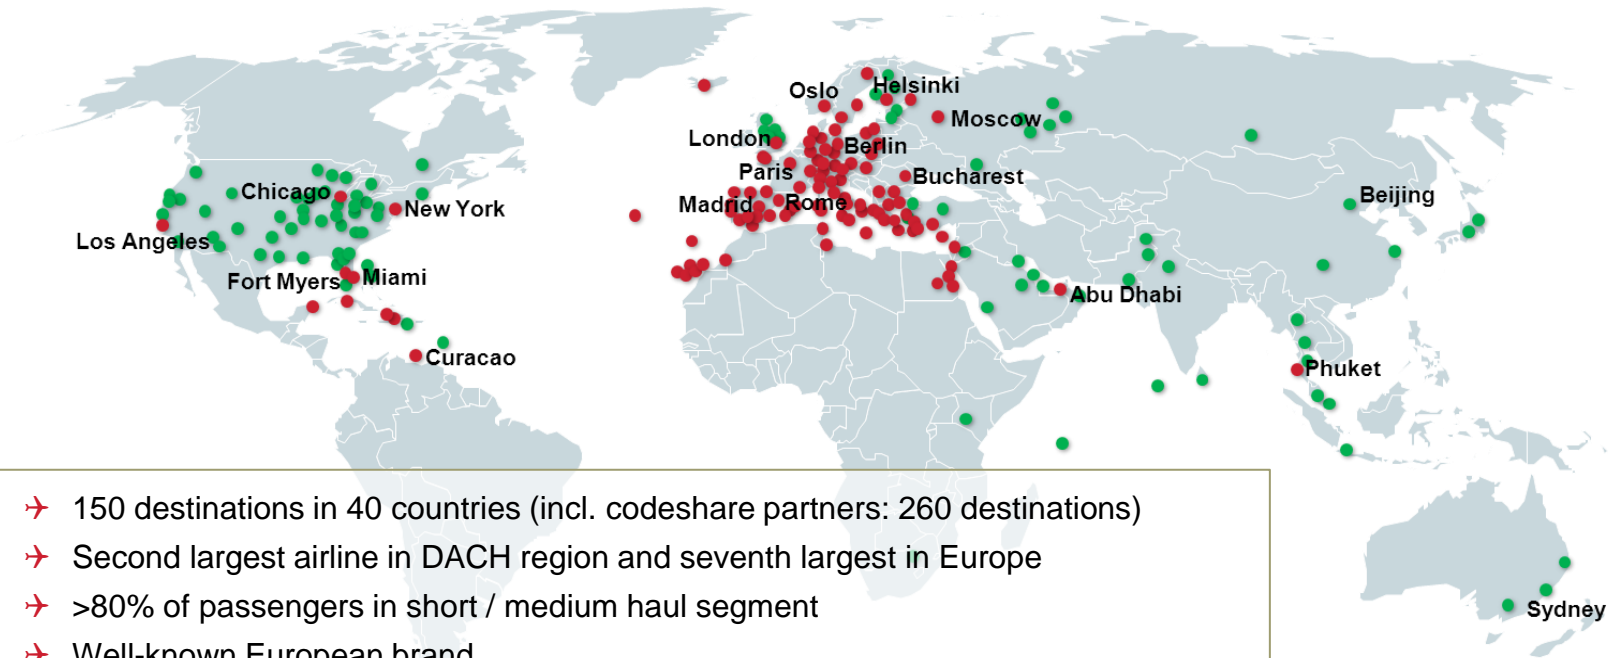 Oslo
Helsinki
Moscow
London
Berlin
Paris
Bucharest
Chicago
Madrid
Rome
Beijing
New York
Los Angeles
Fort Myers
Miami
Abu Dhabi
Curacao
Phuket
150 destinations in 40 countries (incl. codeshare partners: 260 destinations)
Second largest airline in DACH region and seventh largest in Europe
>80% of passengers in short / medium haul segment
Sydney
Well-known European brand